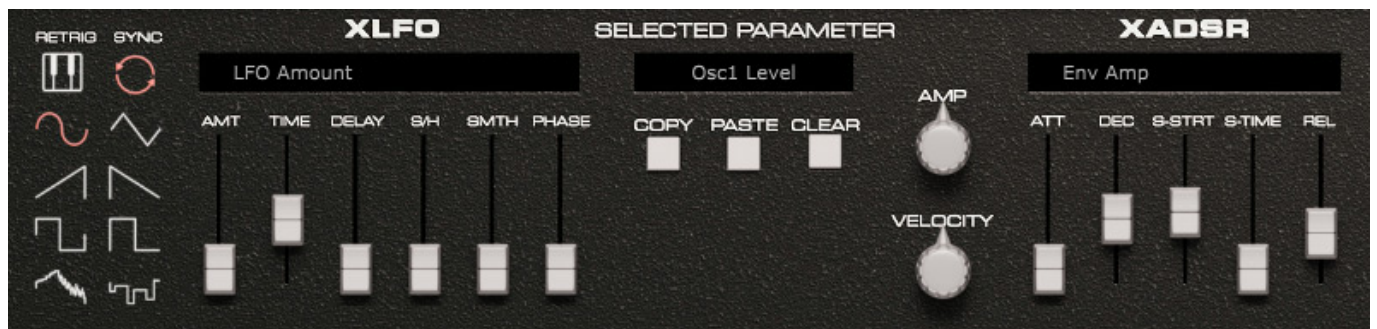 RETRIG SYNC
XLFO
LFO Amount
AMT TIME DELAY S/H SMTH PHASE
SELECTED PARAMETER
Osc1 Level
COPY PASTE CLEAR
AMP
VELOCITY
XADSR
Env Amp
ATT DEC S-STRT S-TIME REL